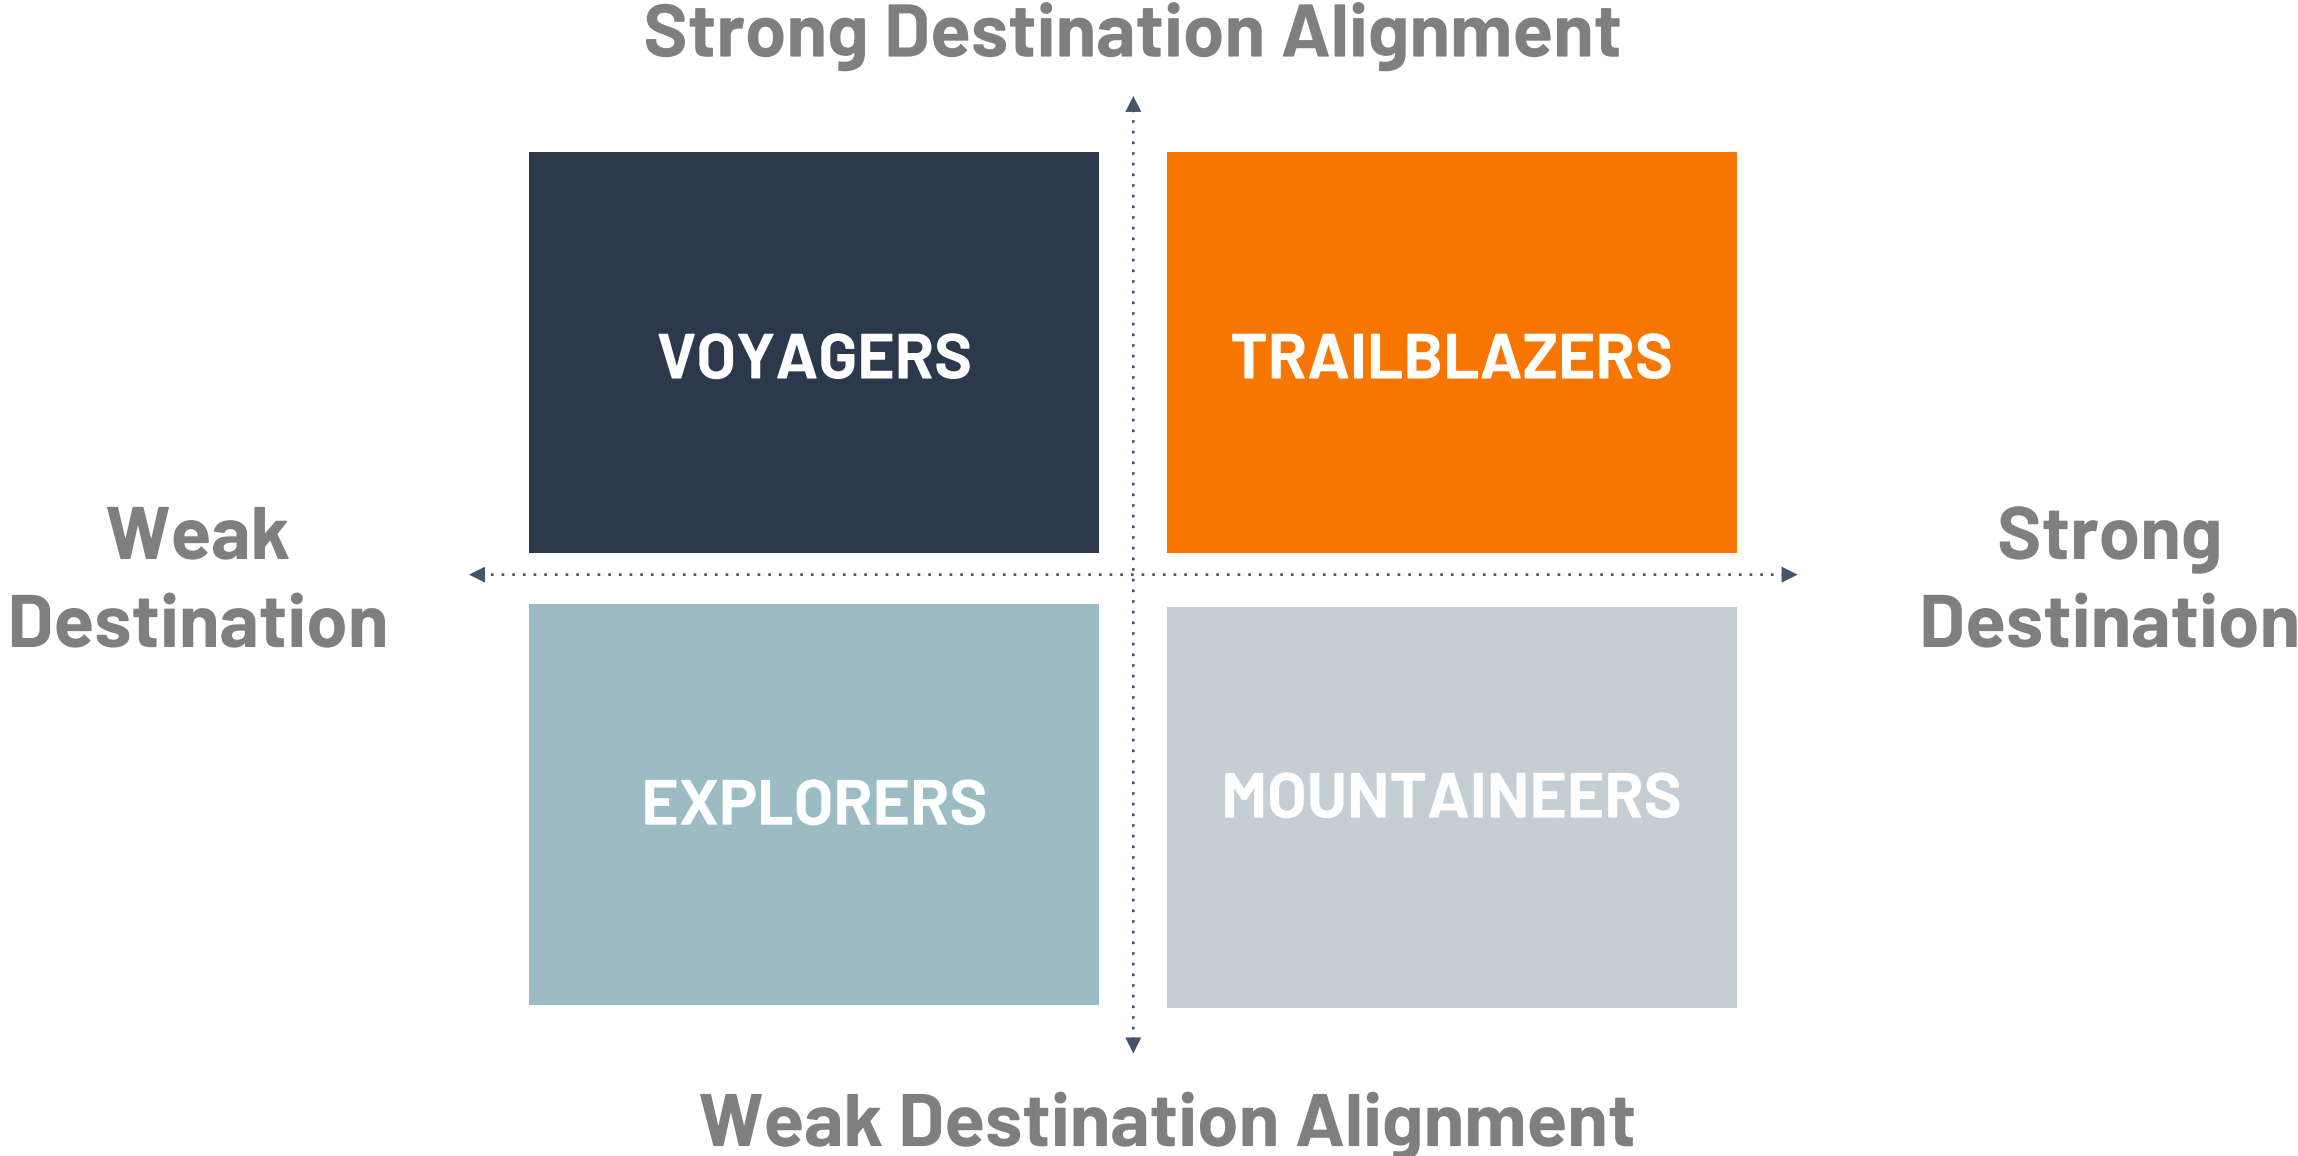 Strong Destination Alignment
VOYAGERS
TRAILBLAZERS
Weak
Destination
Strong
Destination
EXPLORERS
MOUNTAINEERS
Weak Destination Alignment